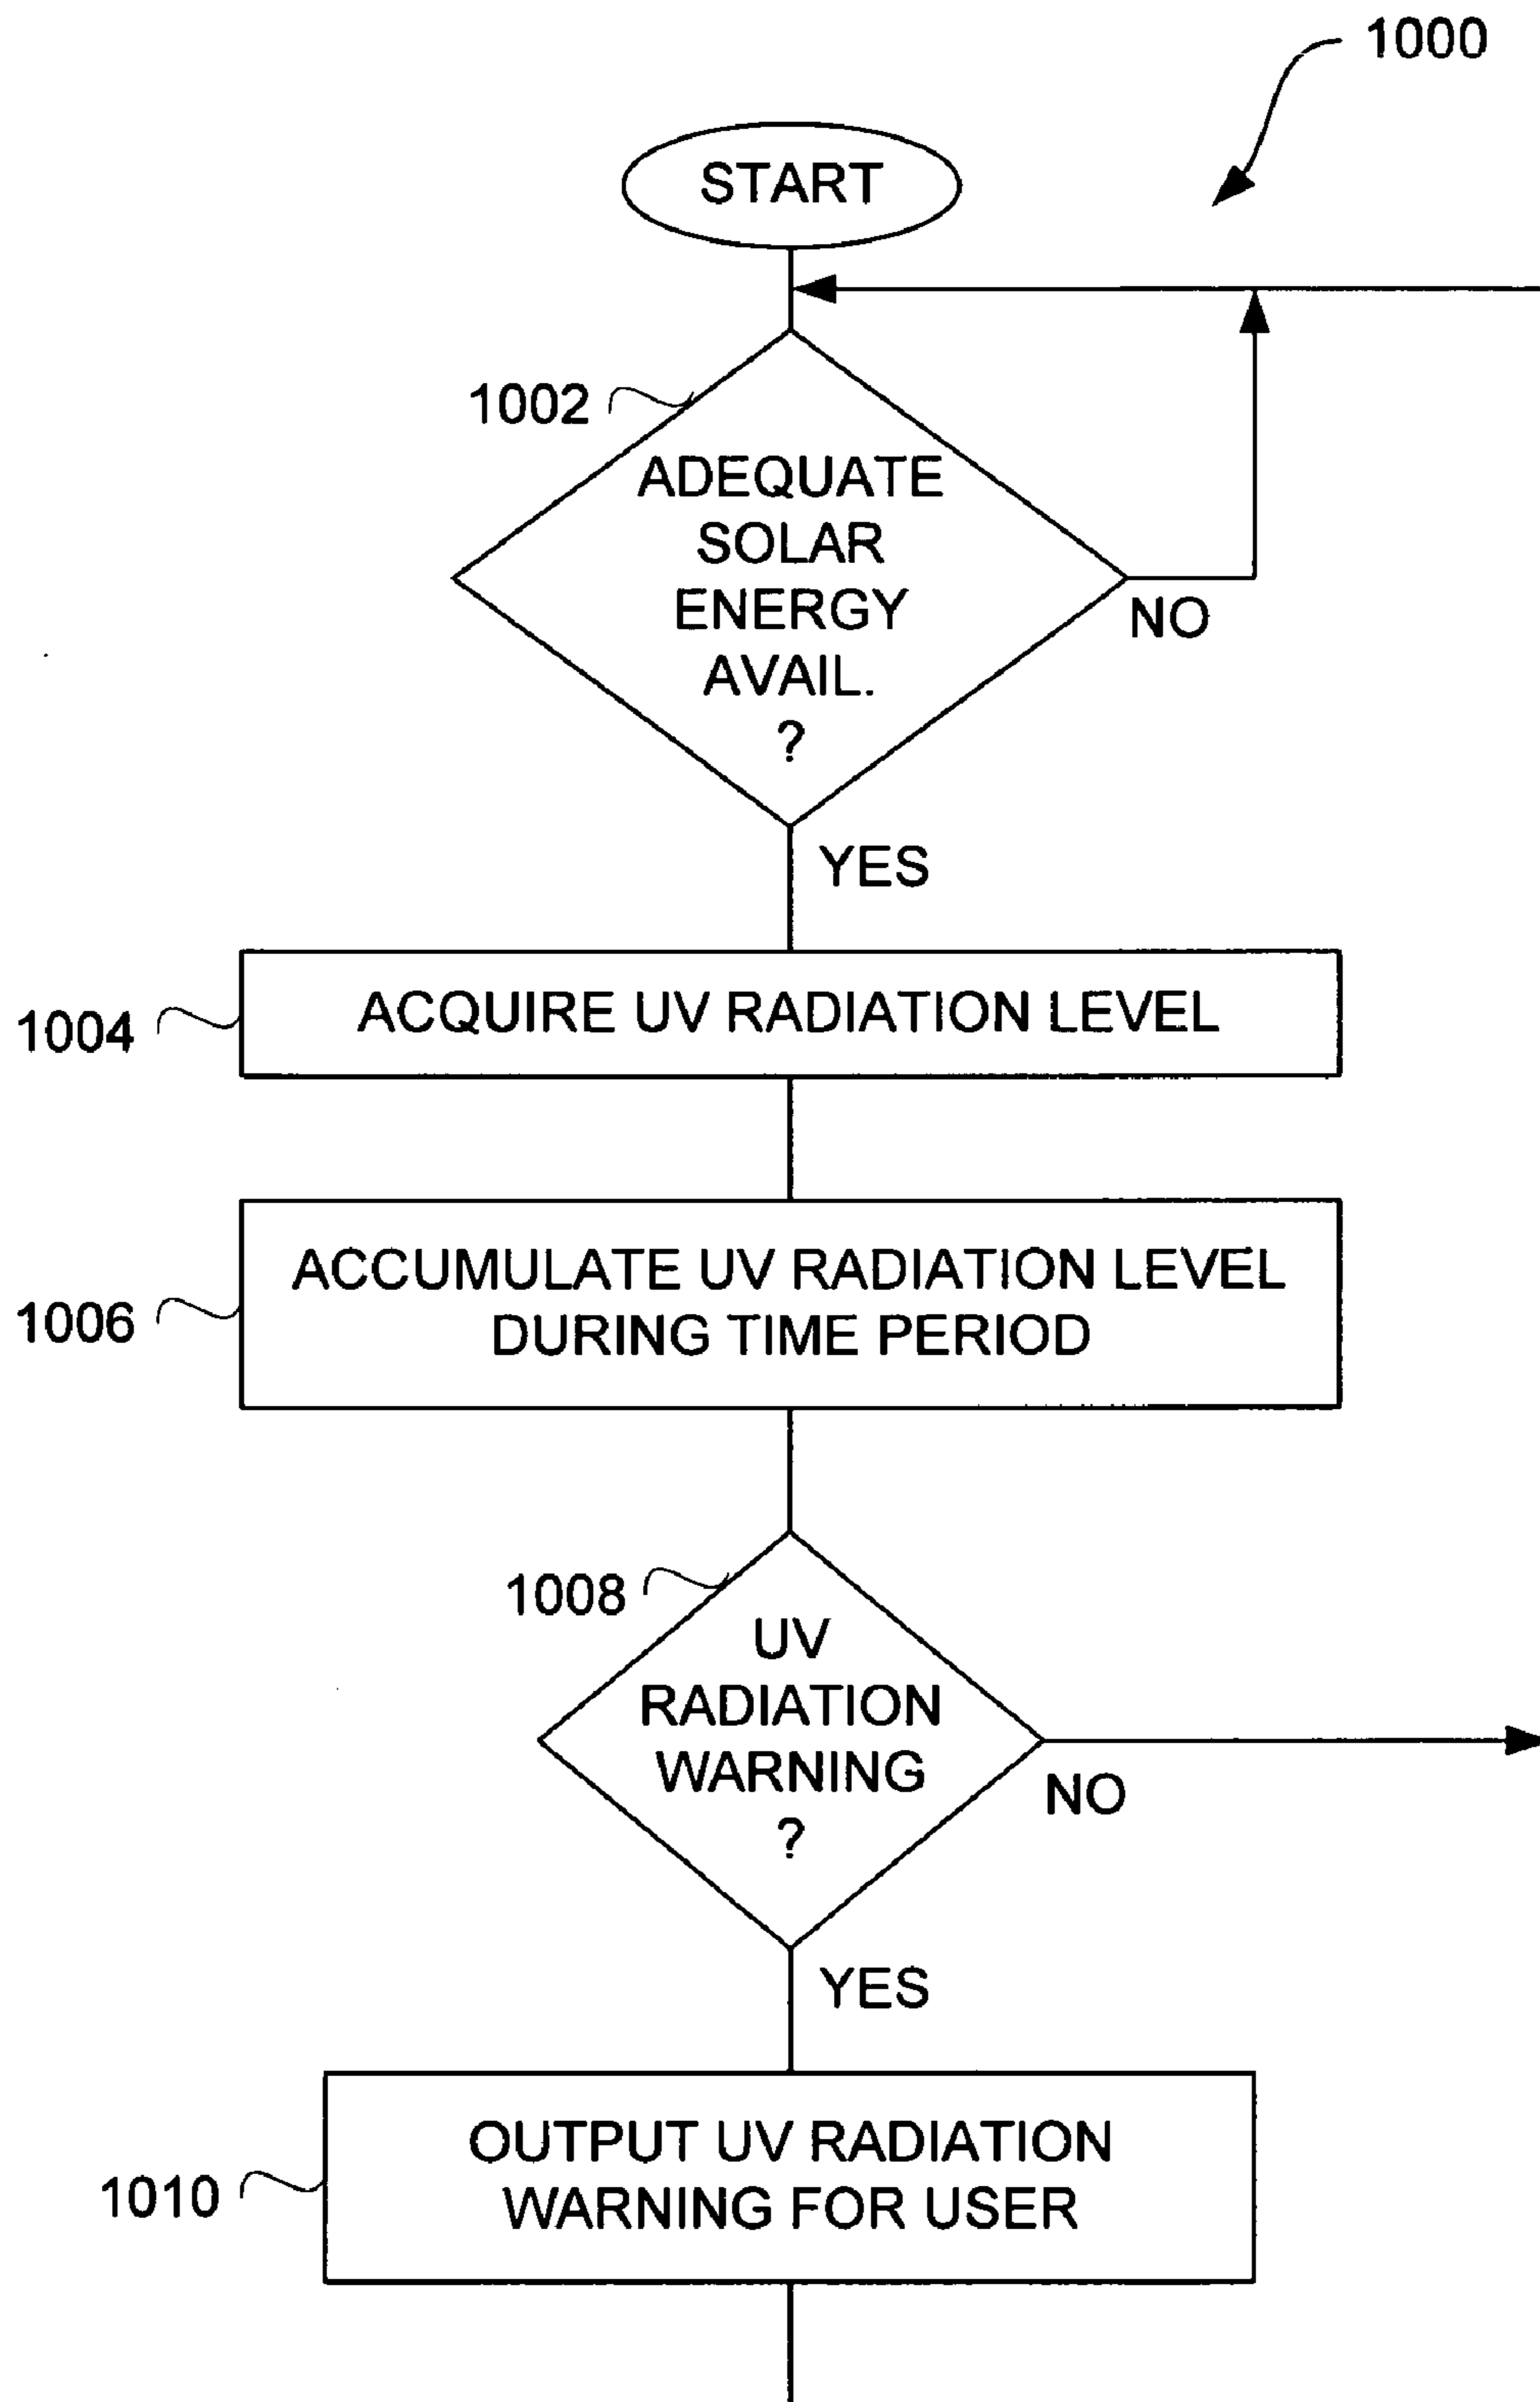 1000
START
1002
ADEQUATE
SOLAR
ENERGY
AVAIL.
?
NO
YES
1004
ACQUIRE UV RADIATION LEVEL
1006
ACCUMULATE UV RADIATION LEVEL
DURING TIME PERIOD
1008
UV
RADIATION
WARNING
?
NO
YES
1010
OUTPUT UV RADIATION
WARNING FOR USER